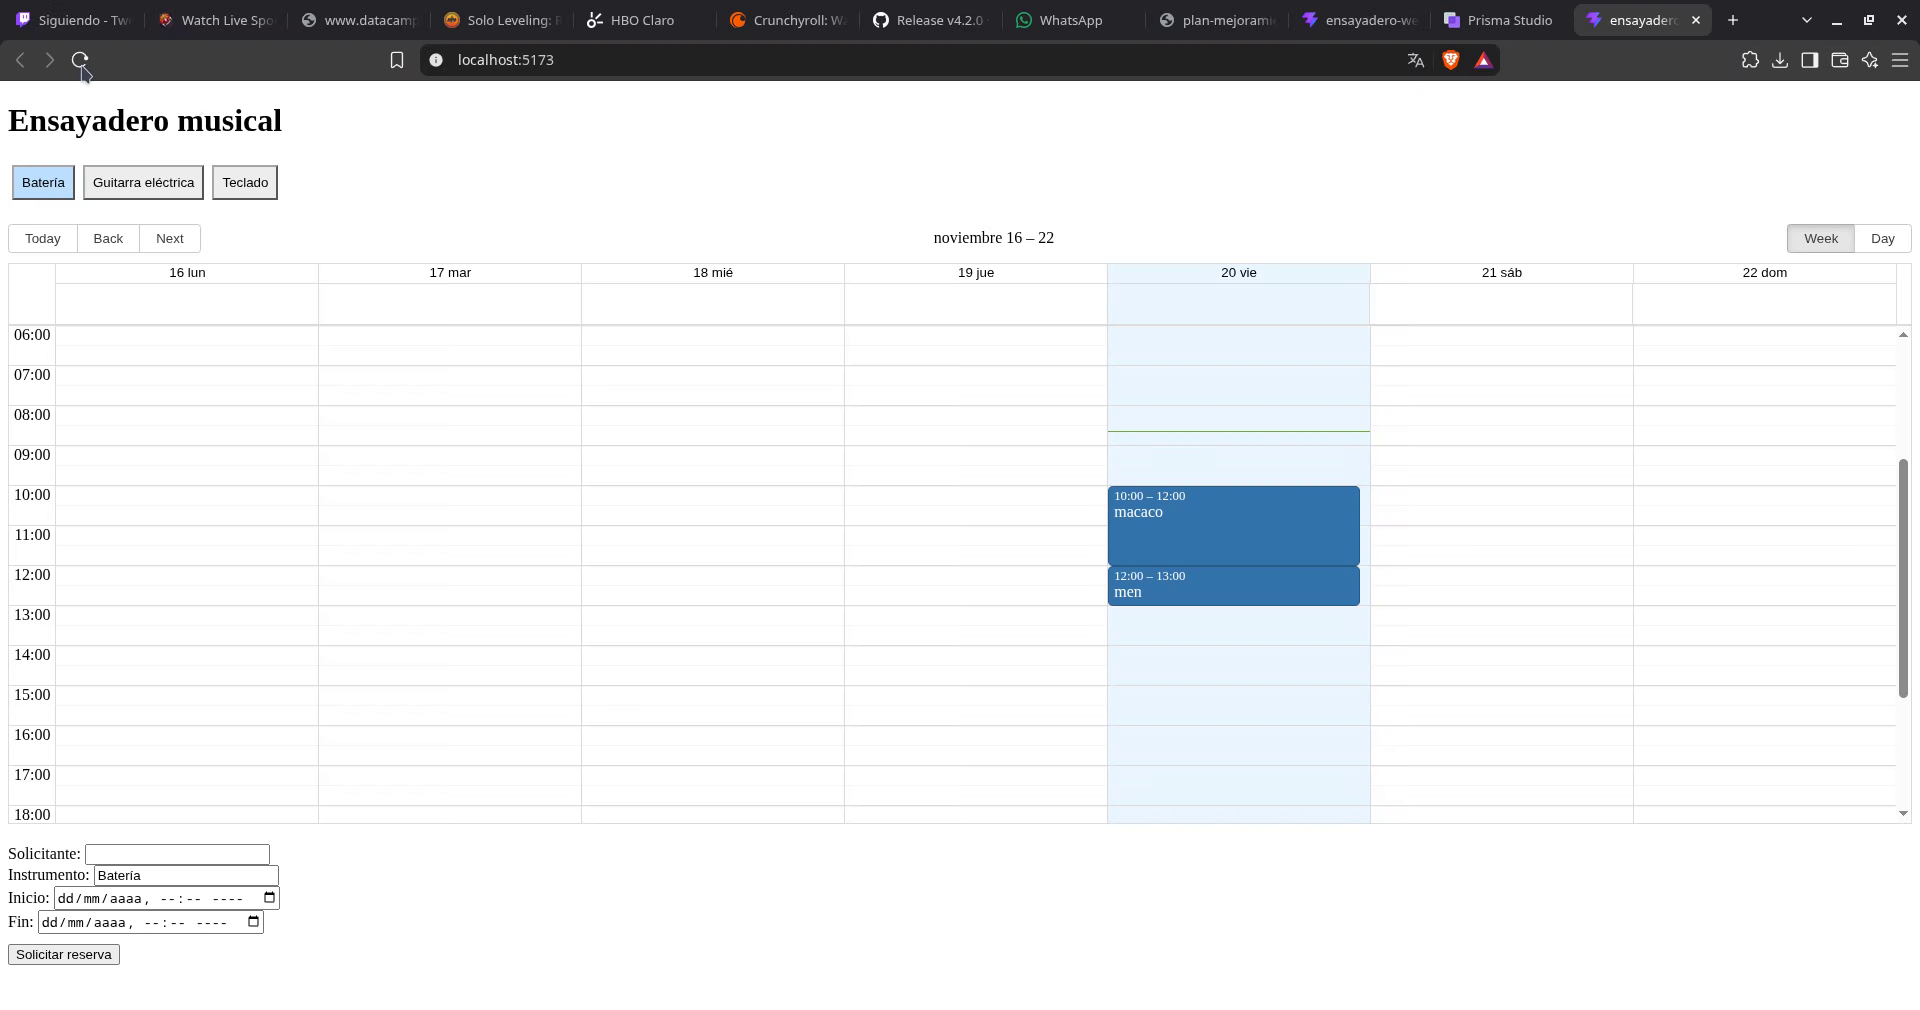 Siguiendo - Tw Watch Live Spo www.datacamp Solo Leveling: HBO Claro Crunchyroll: W Release v4.2.0 WhatsApp plan-mejorami ensayadero-we Prisma Studio ensayadero
localhost:5173
Ensayadero musical
Batería Guitarra eléctrica Teclado
Today Back Next noviembre 16 – 22 Week Day
16 lun 17 mar 18 mié 19 jue 20 vie 21 sáb 22 dom
06:00
07:00
08:00
09:00
10:00 10:00 – 12:00
macaco
11:00
12:00 12:00 – 13:00
men
13:00
14:00
15:00
16:00
17:00
18:00
Solicitante:
Instrumento: Batería
Inicio: dd/mm/aaaa, --:-- ----
Fin: dd/mm/aaaa, --:-- ----
Solicitar reserva